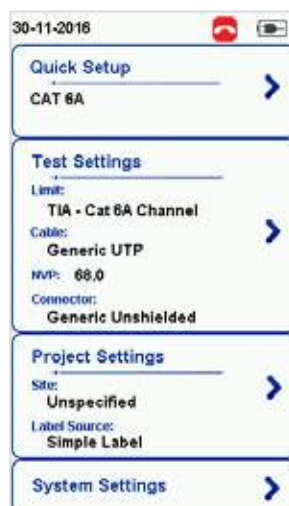 30-11-2016
Quick Setup
CAT 6A
Test Settings
Limit:
TIA - Cat 6A Channel
Cable:
Generic UTP
NVP: 68.0
Connector:
Generic Unshielded
Project Settings
Site:
Unspecified
Label Source:
Simple Label
System Settings